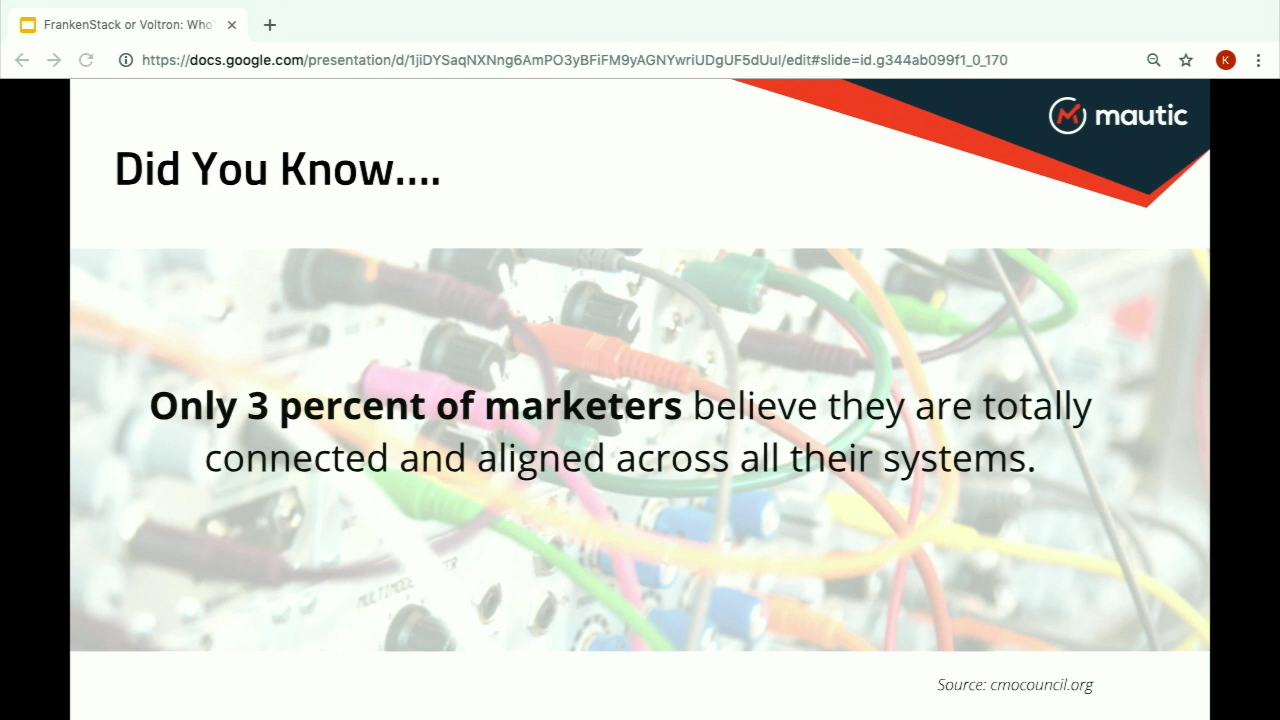 FrankenStack or Voltron: Who
https://docs.google.com/presentation/d/1jiDYSaqNXNng6AmPO3yBFiFM9yAGNYwriUDgUF5dUuI/edit#slide=id.g344ab099f1_0_170
K
mautic
Did You Know....
Only 3 percent of marketers believe they are totally
connected and aligned across all their systems.
Source: cmocouncil.org